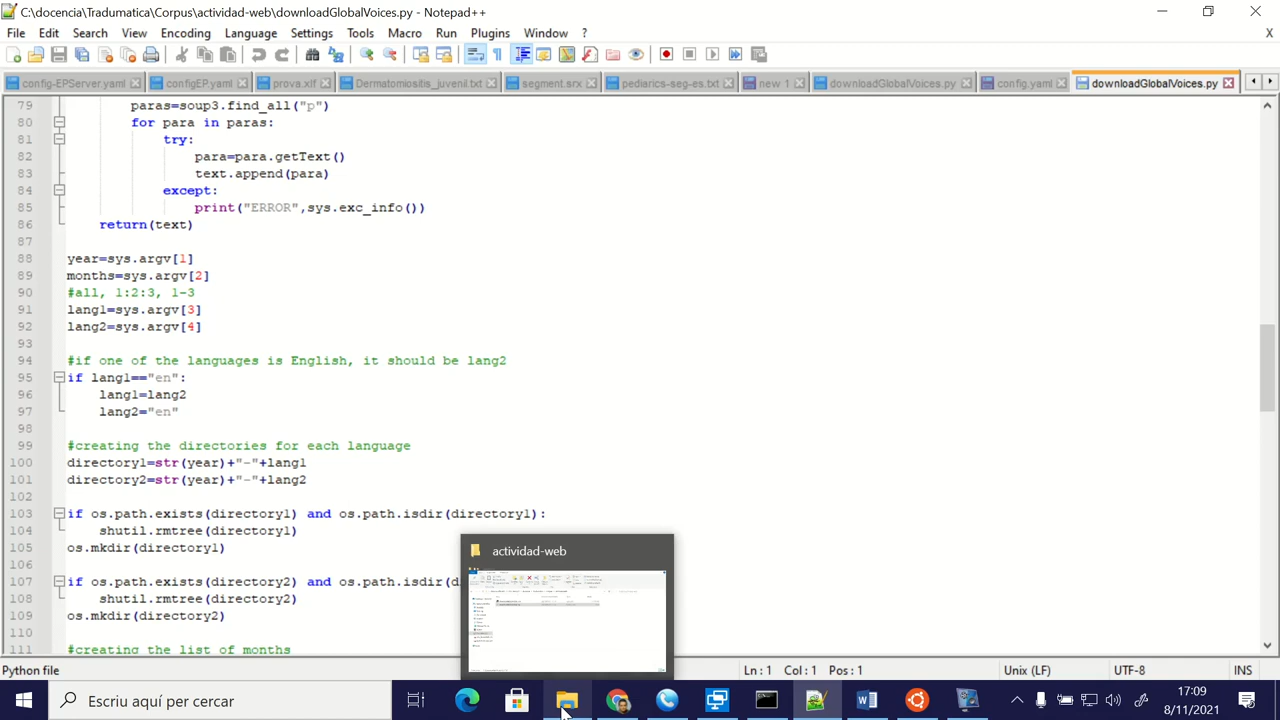 C:\docencia\Tradumatica\Corpus\actividad-web\downloadGlobalVoices.py - Notepad++
File Edit Search View Encoding Language Settings Tools Macro Run Plugins Window ? X
config-EPServer.yaml configEP.yaml prova.xlf Dermatomiositis_juvenil.txt segment.srx pediarics-seg-es.txt new 1 downloadGlobalVoices.py config.yaml downloadGlobalVoices.py
79 paras=soup3.find_all("p")
80 for para in paras:
81 try:
82 para=para.getText()
83 text.append(para)
84 except:
85 print("ERROR",sys.exc_info())
86 return(text)
87
88 year=sys.argv[1]
89 months=sys.argv[2]
90 #all, 1:2:3, 1-3
91 lang1=sys.argv[3]
92 lang2=sys.argv[4]
93
94 #if one of the languages is English, it should be lang2
95 if lang1=="en":
96 lang1=lang2
97 lang2="en"
98
99 #creating the directories for each language
100 directory1=str(year)+"-"+lang1
101 directory2=str(year)+"-"+lang2
102
103 if os.path.exists(directory1) and os.path.isdir(directory1):
104 shutil.rmtree(directory1)
105 os.mkdir(directory1)
106
107 if os.path.exists(directory2) and os.path.isdir(d
108 shutil.rmtree(directory2)
109 os.mkdir(directory2)
110
111 #creating the list of months
actividad-web
Python file Ln : 1 Col : 1 Pos : 1 Unix (LF) UTF-8 INS
Escriu aquí per cercar
17:09
8/11/2021